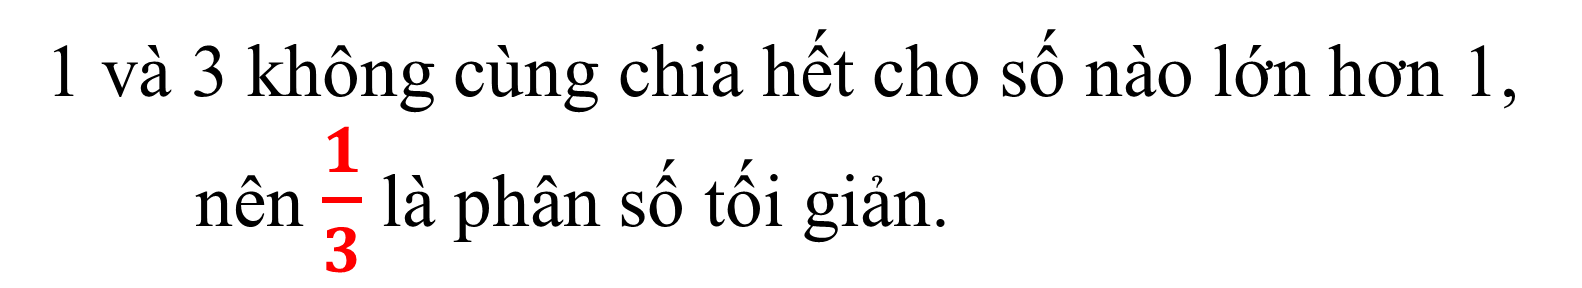 1 và 3 không cùng chia hết cho số nào lớn hơn 1,
nên 1/3 là phân số tối giản.